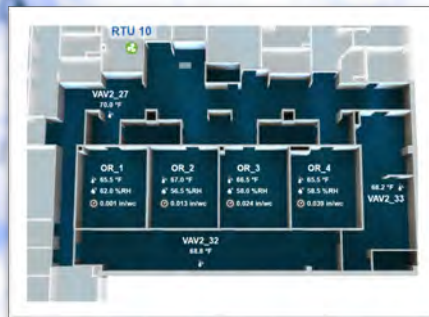 RTU 10
VAV2_27
70.0 °F
OR_1
65.5 °F
62.0 %RH
0.001 in/wc
OR_2
67.0 °F
56.5 %RH
0.013 in/wc
OR_3
66.5 °F
58.0 %RH
0.024 in/wc
OR_4
65.5 °F
58.5 %RH
0.039 in/wc
68.2 °F
VAV2_33
VAV2_32
68.8 °F